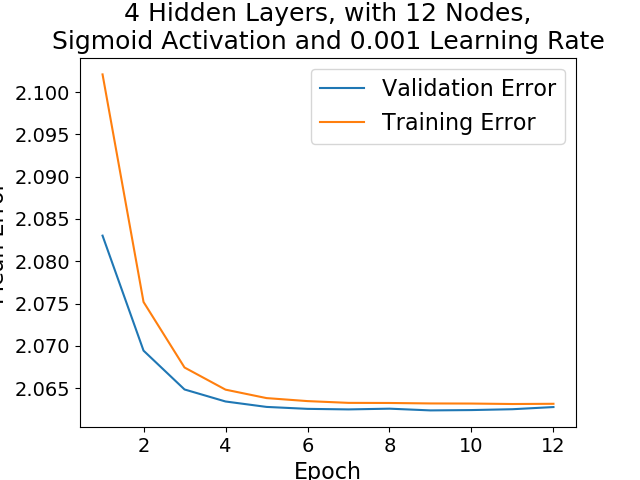 4 Hidden Layers, with 12 Nodes,
Sigmoid Activation and 0.001 Learning Rate
Validation Error
Training Error
2.100
2.095
2.090
2.085
2.080
2.075
2.070
2.065
2 4 6 8 10 12
Epoch